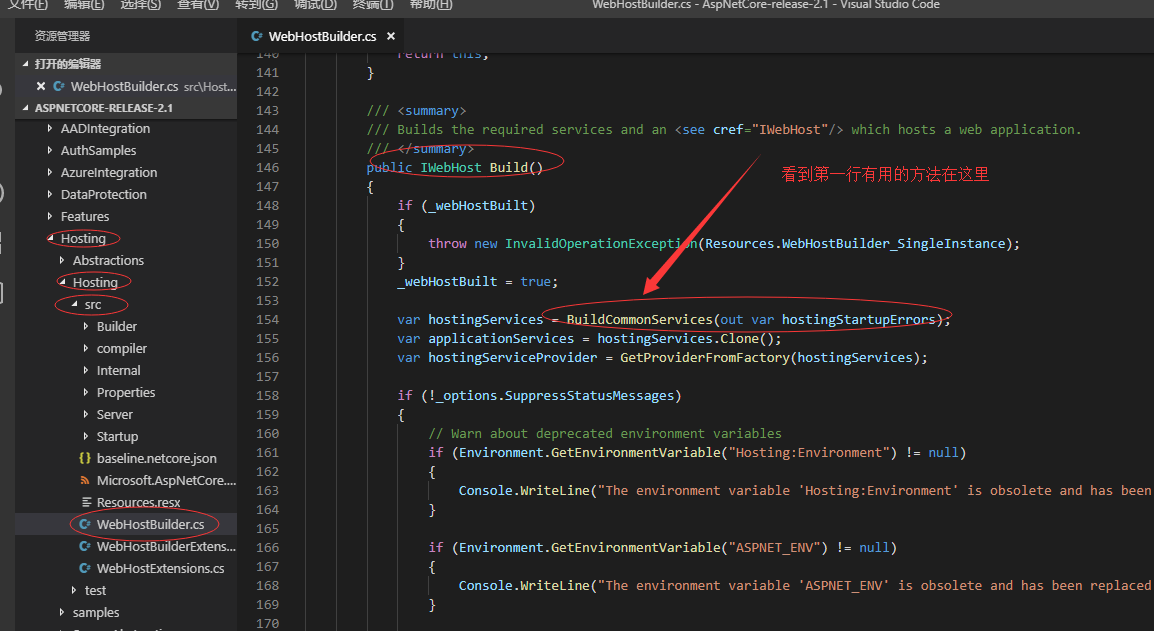 文件(F) 编辑(E) 选择(S) 查看(V) 转到(G) 调试(D) 终端(T) 帮助(H) WebHostBuilder.cs - AspNetCore-release-2.1 - Visual Studio Code
资源管理器
打开的编辑器
WebHostBuilder.cs src\Host...
ASPNETCORE-RELEASE-2.1
AADIntegration
AuthSamples
AzureIntegration
DataProtection
Features
Hosting
Abstractions
Hosting
src
Builder
compiler
Internal
Properties
Server
Startup
baseline.netcore.json
Microsoft.AspNetCore....
Resources.resx
WebHostBuilder.cs
WebHostBuilderExtens...
WebHostExtensions.cs
test
samples
WebHostBuilder.cs
140 return this;
141 }
142
143 /// <summary>
144 /// Builds the required services and an <see cref="IWebHost"/> which hosts a web application.
145 /// </summary>
146 public IWebHost Build()
看到第一行有用的方法在这里
147 {
148 if (_webHostBuilt)
149 {
150 throw new InvalidOperationException(Resources.WebHostBuilder_SingleInstance);
151 }
152 _webHostBuilt = true;
153
154 var hostingServices = BuildCommonServices(out var hostingStartupErrors);
155 var applicationServices = hostingServices.Clone();
156 var hostingServiceProvider = GetProviderFromFactory(hostingServices);
157
158 if (!_options.SuppressStatusMessages)
159 {
160 // Warn about deprecated environment variables
161 if (Environment.GetEnvironmentVariable("Hosting:Environment") != null)
162 {
163 Console.WriteLine("The environment variable 'Hosting:Environment' is obsolete and has been
164 }
165
166 if (Environment.GetEnvironmentVariable("ASPNET_ENV") != null)
167 {
168 Console.WriteLine("The environment variable 'ASPNET_ENV' is obsolete and has been replaced
169 }
170